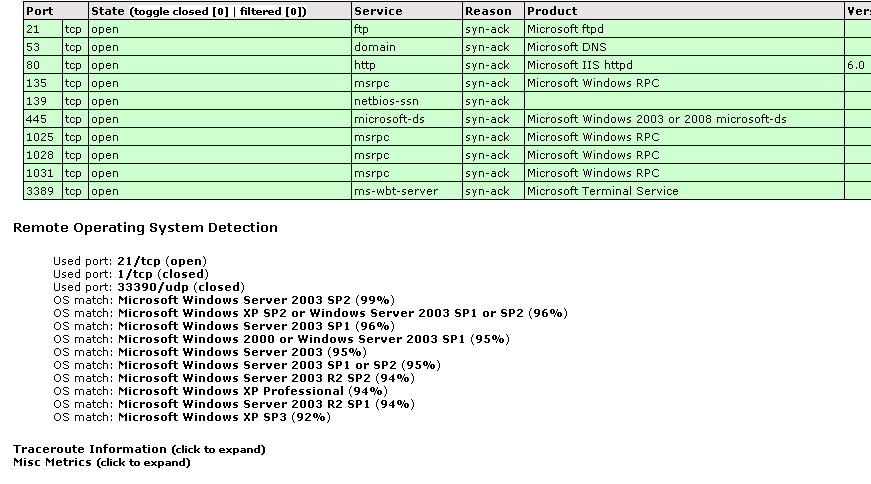 Port State (toggle closed [0] | filtered [0]) Service Reason Product Vers
21 tcp open ftp syn-ack Microsoft ftpd
53 tcp open domain syn-ack Microsoft DNS
80 tcp open http syn-ack Microsoft IIS httpd 6.0
135 tcp open msrpc syn-ack Microsoft Windows RPC
139 tcp open netbios-ssn syn-ack
445 tcp open microsoft-ds syn-ack Microsoft Windows 2003 or 2008 microsoft-ds
1025 tcp open msrpc syn-ack Microsoft Windows RPC
1028 tcp open msrpc syn-ack Microsoft Windows RPC
1031 tcp open msrpc syn-ack Microsoft Windows RPC
3389 tcp open ms-wbt-server syn-ack Microsoft Terminal Service
Remote Operating System Detection
Used port: 21/tcp (open)
Used port: 1/tcp (closed)
Used port: 33390/udp (closed)
OS match: Microsoft Windows Server 2003 SP2 (99%)
OS match: Microsoft Windows XP SP2 or Windows Server 2003 SP1 or SP2 (96%)
OS match: Microsoft Windows Server 2003 SP1 (96%)
OS match: Microsoft Windows 2000 or Windows Server 2003 SP1 (95%)
OS match: Microsoft Windows Server 2003 (95%)
OS match: Microsoft Windows Server 2003 SP1 or SP2 (95%)
OS match: Microsoft Windows Server 2003 R2 SP2 (94%)
OS match: Microsoft Windows XP Professional (94%)
OS match: Microsoft Windows Server 2003 R2 SP1 (94%)
OS match: Microsoft Windows XP SP3 (92%)
Traceroute Information (click to expand)
Misc Metrics (click to expand)